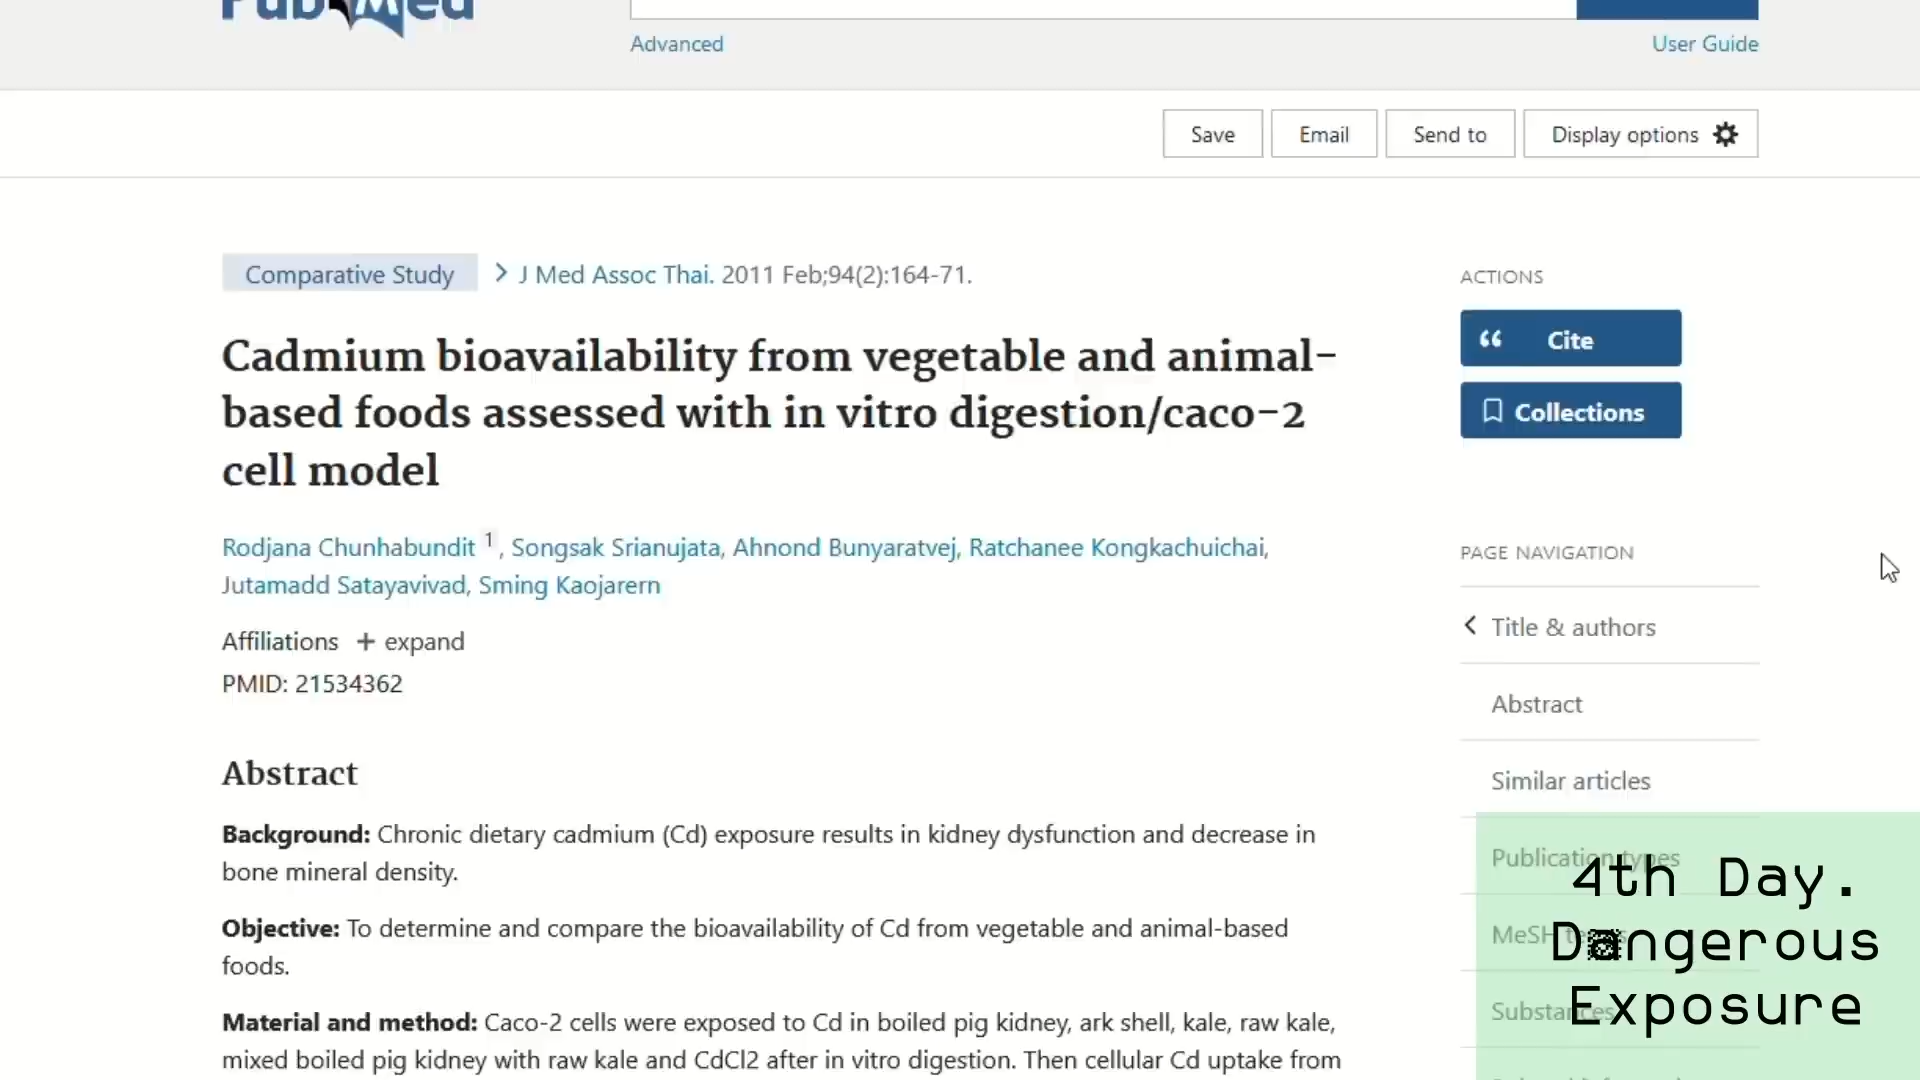 PubMed
Advanced
User Guide
Save
Email
Send to
Display options
Comparative Study
J Med Assoc Thai. 2011 Feb;94(2):164-71.
Cadmium bioavailability from vegetable and animal-
based foods assessed with in vitro digestion/caco-2
cell model
Rodjana Chunhabundit 1, Songsak Srianujata, Ahnond Bunyaratvej, Ratchanee Kongkachuichai,
Jutamadd Satayavivad, Sming Kaojarern
Affiliations + expand
PMID: 21534362
Abstract
Background: Chronic dietary cadmium (Cd) exposure results in kidney dysfunction and decrease in
bone mineral density.
Objective: To determine and compare the bioavailability of Cd from vegetable and animal-based
foods.
Material and method: Caco-2 cells were exposed to Cd in boiled pig kidney, ark shell, kale, raw kale,
mixed boiled pig kidney with raw kale and CdCl2 after in vitro digestion. Then cellular Cd uptake from
ACTIONS
Cite
Collections
PAGE NAVIGATION
Title & authors
Abstract
Similar articles
Publication types
MeSH terms
Substances
4th Day.
Dangerous
Exposure